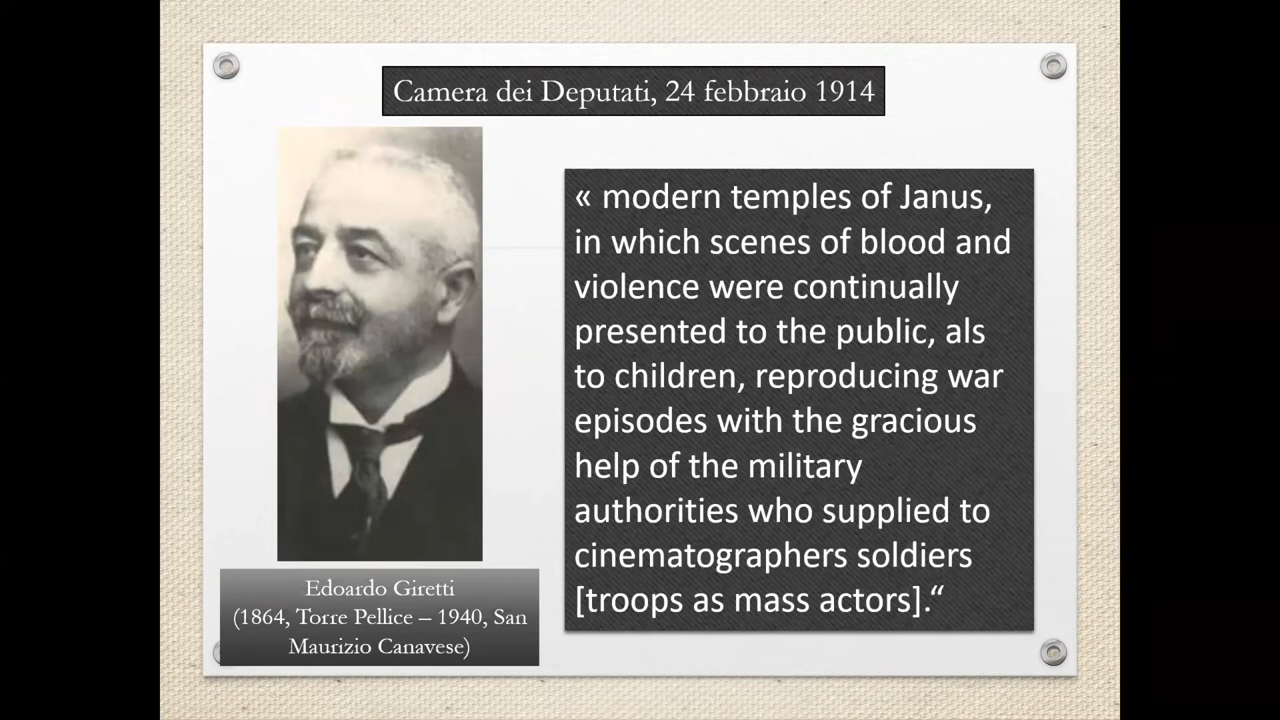 Camera dei Deputati, 24 febbraio 1914
« modern temples of Janus,
in which scenes of blood and
violence were continually
presented to the public, als
to children, reproducing war
episodes with the gracious
help of the military
authorities who supplied to
cinematographers soldiers
[troops as mass actors].“
Edoardo Giretti
(1864, Torre Pellice – 1940, San
Maurizio Canavese)